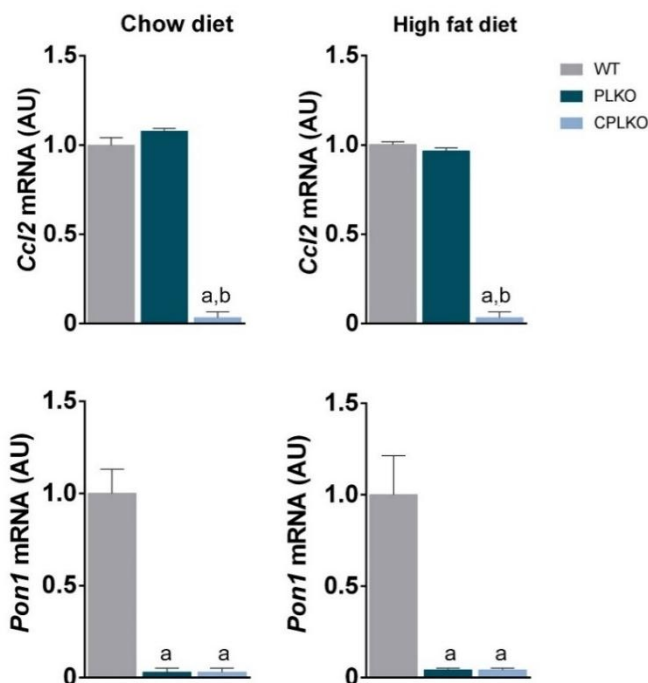 Chow diet
High fat diet
WT
PLKO
CPLKO
Ccl2 mRNA (AU)
1.5
1.0
0.5
0
a,b
Ccl2 mRNA (AU)
1.5
1.0
0.5
0
a,b
Pon1 mRNA (AU)
1.5
1.0
0.5
0
a
a
Pon1 mRNA (AU)
1.5
1.0
0.5
0
a
a